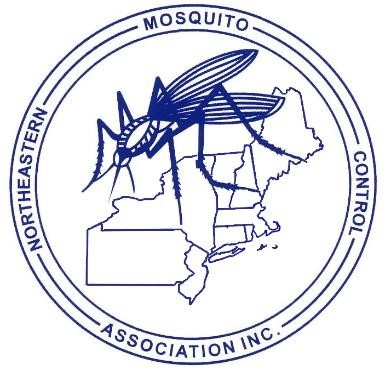 NORTHEASTERN
MOSQUITO
CONTROL
ASSOCIATION INC.